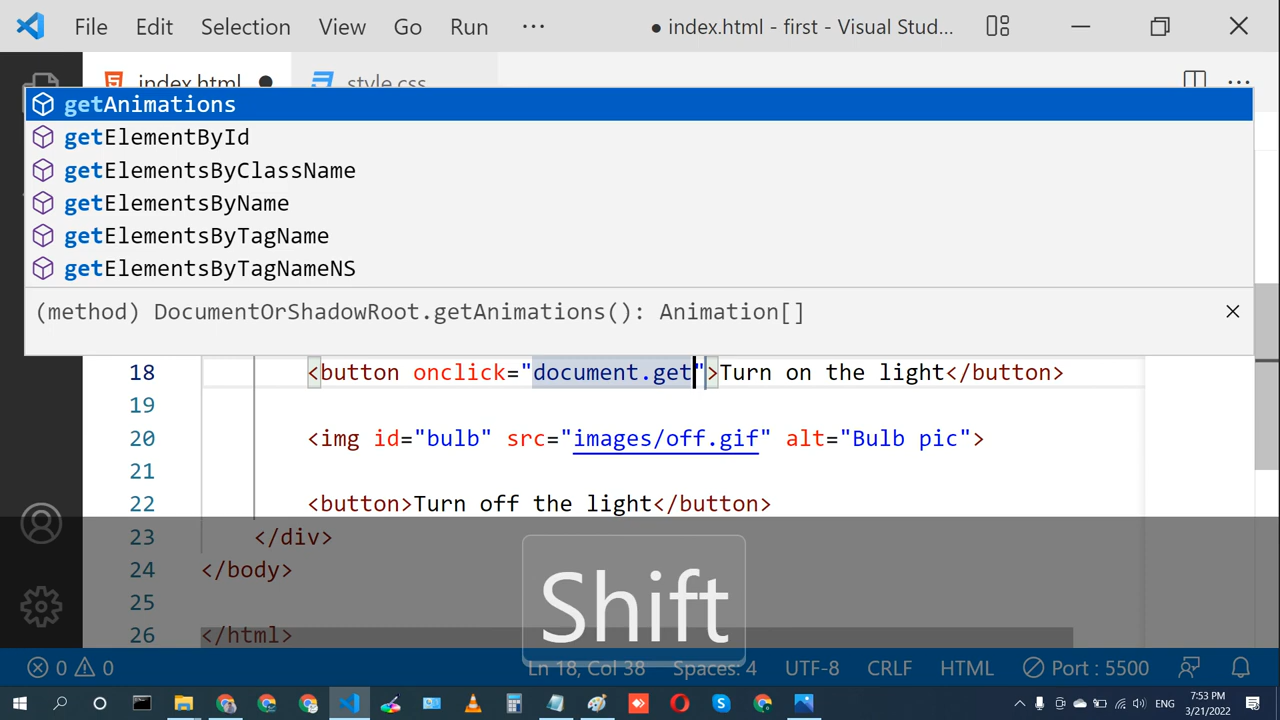 File Edit Selection View Go Run ··· ● index.html - first - Visual Stud...
index.html ● style.css ···
getAnimations
getElementById
getElementsByClassName
getElementsByName
getElementsByTagName
getElementsByTagNameNS
(method) DocumentOrShadowRoot.getAnimations(): Animation[]
18 <button onclick="document.get">Turn on the light</button>
19
20 <img id="bulb" src="images/off.gif" alt="Bulb pic">
21
22 <button>Turn off the light</button>
23 </div>
24 </body>
25
26 </html>
Shift
0 0 Ln 18, Col 38 Spaces: 4 UTF-8 CRLF HTML Port : 5500
ENG 7:53 PM
3/21/2022